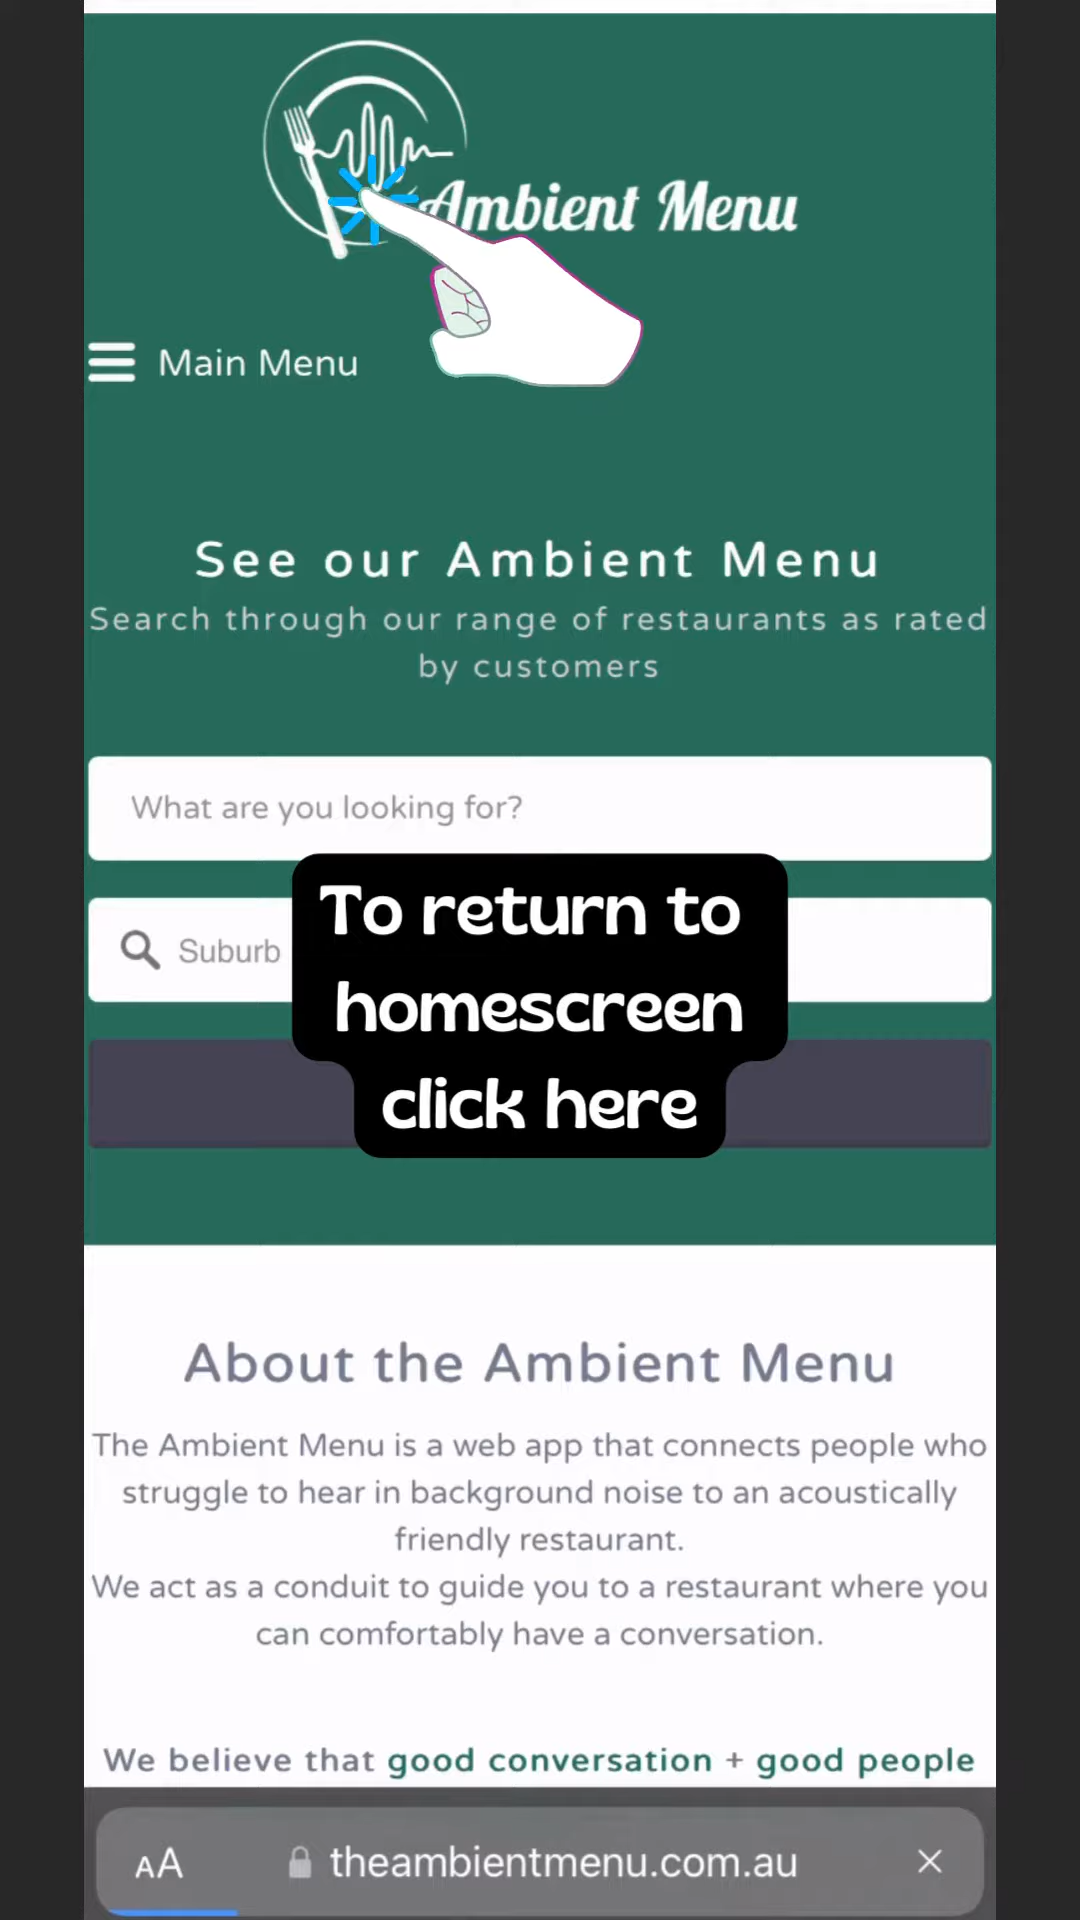 Ambient Menu
Main Menu
See our Ambient Menu
Search through our range of restaurants as rated
by customers
What are you looking for?
Suburb
To return to
homescreen
click here
About the Ambient Menu
The Ambient Menu is a web app that connects people who
struggle to hear in background noise to an acoustically
friendly restaurant.
We act as a conduit to guide you to a restaurant where you
can comfortably have a conversation.
We believe that good conversation + good people
AA theambientmenu.com.au